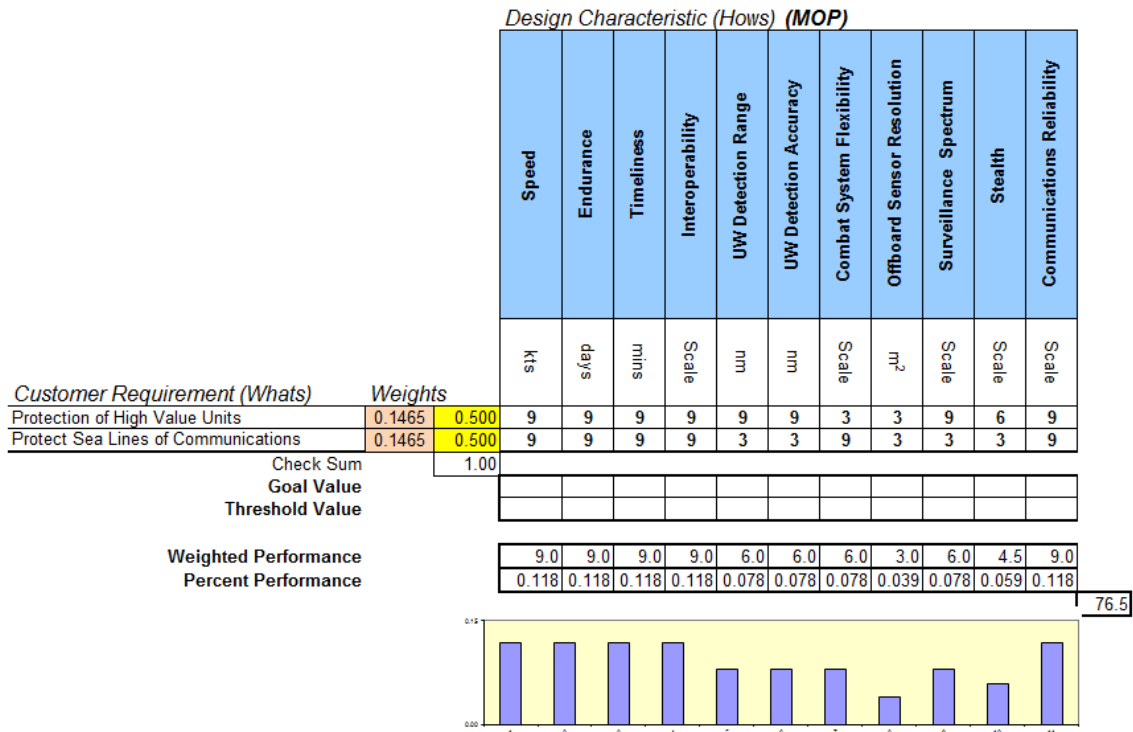 Design Characteristic (Hows) (MOP)
Speed
Endurance
Timeliness
Interoperability
UW Detection Range
UW Detection Accuracy
Combat System Flexibility
Offboard Sensor Resolution
Surveillance Spectrum
Stealth
Communications Reliability
kts days mins Scale nm nm Scale m² Scale Scale Scale
Customer Requirement (Whats) Weights
Protection of High Value Units 0.1465 0.500 9 9 9 9 9 9 3 3 9 6 9
Protect Sea Lines of Communications 0.1465 0.500 9 9 9 9 3 3 9 3 3 3 9
Check Sum 1.00
Goal Value
Threshold Value
Weighted Performance 9.0 9.0 9.0 9.0 6.0 6.0 6.0 3.0 6.0 4.5 9.0
Percent Performance 0.118 0.118 0.118 0.118 0.078 0.078 0.078 0.039 0.078 0.059 0.118
76.5
0.15
0.00